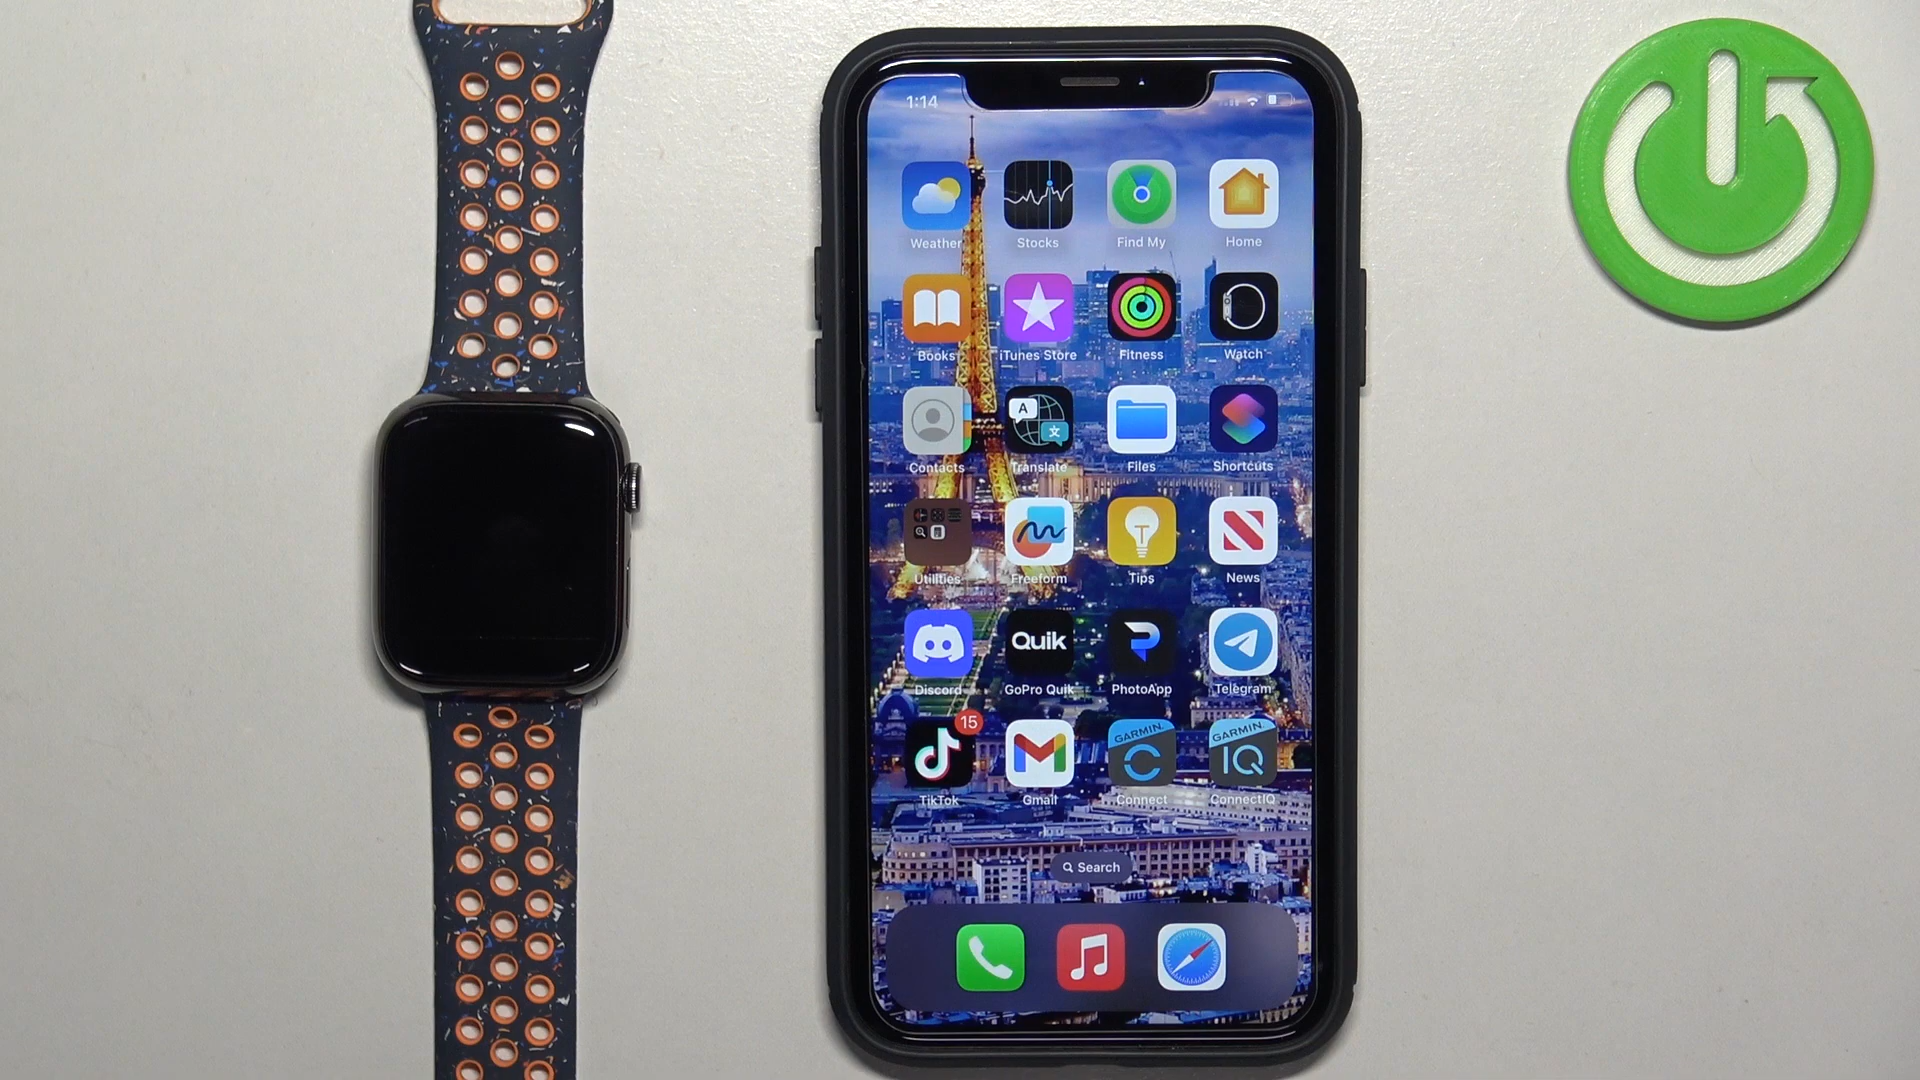 1:14
Weather Stocks Find My Home
Books iTunes Store Fitness Watch
A
文
Contacts Translate Files Shortcuts
Utilities Freeform Tips News
Quik
Discord GoPro Quik PhotoApp Telegram
15
GARMIN. GARMIN.
IQ
TikTok Gmail Connect ConnectIQ
Search